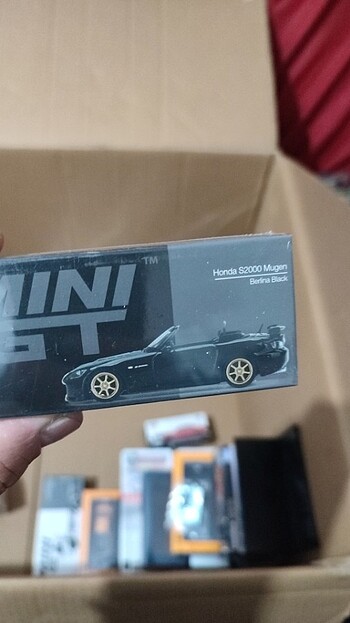 MINI
GT
TM
Honda S2000 Mugen
Berlina Black